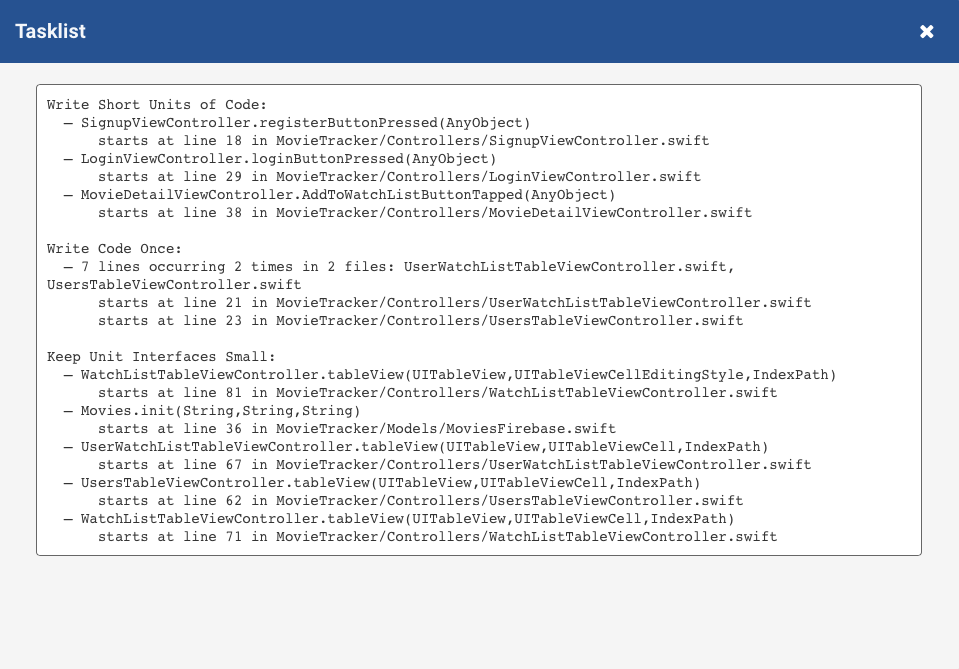 Tasklist
Write Short Units of Code:
– SignupViewController.registerButtonPressed(AnyObject)
starts at line 18 in MovieTracker/Controllers/SignupViewController.swift
– LoginViewController.loginButtonPressed(AnyObject)
starts at line 29 in MovieTracker/Controllers/LoginViewController.swift
– MovieDetailViewController.AddToWatchListButtonTapped(AnyObject)
starts at line 38 in MovieTracker/Controllers/MovieDetailViewController.swift
Write Code Once:
– 7 lines occurring 2 times in 2 files: UserWatchListTableViewController.swift,
UsersTableViewController.swift
starts at line 21 in MovieTracker/Controllers/UserWatchListTableViewController.swift
starts at line 23 in MovieTracker/Controllers/UsersTableViewController.swift
Keep Unit Interfaces Small:
– WatchListTableViewController.tableView(UITableView,UITableViewCellEditingStyle,IndexPath)
starts at line 81 in MovieTracker/Controllers/WatchListTableViewController.swift
– Movies.init(String,String,String)
starts at line 36 in MovieTracker/Models/MoviesFirebase.swift
– UserWatchListTableViewController.tableView(UITableView,UITableViewCell,IndexPath)
starts at line 67 in MovieTracker/Controllers/UserWatchListTableViewController.swift
– UsersTableViewController.tableView(UITableView,UITableViewCell,IndexPath)
starts at line 62 in MovieTracker/Controllers/UsersTableViewController.swift
– WatchListTableViewController.tableView(UITableView,UITableViewCell,IndexPath)
starts at line 71 in MovieTracker/Controllers/WatchListTableViewController.swift